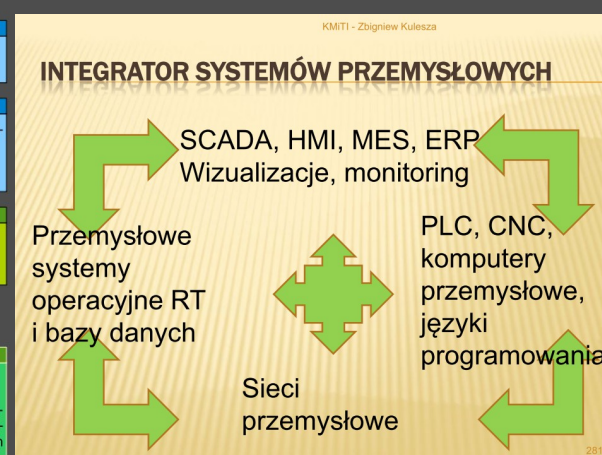 KMiTI - Zbigniew Kulesza
INTEGRATOR SYSTEMÓW PRZEMYSŁOWYCH
SCADA, HMI, MES, ERP
Wizualizacje, monitoring
Przemysłowe
systemy
operacyjne RT
i bazy danych
PLC, CNC,
komputery
przemysłowe,
języki
programowania
Sieci
przemysłowe
281